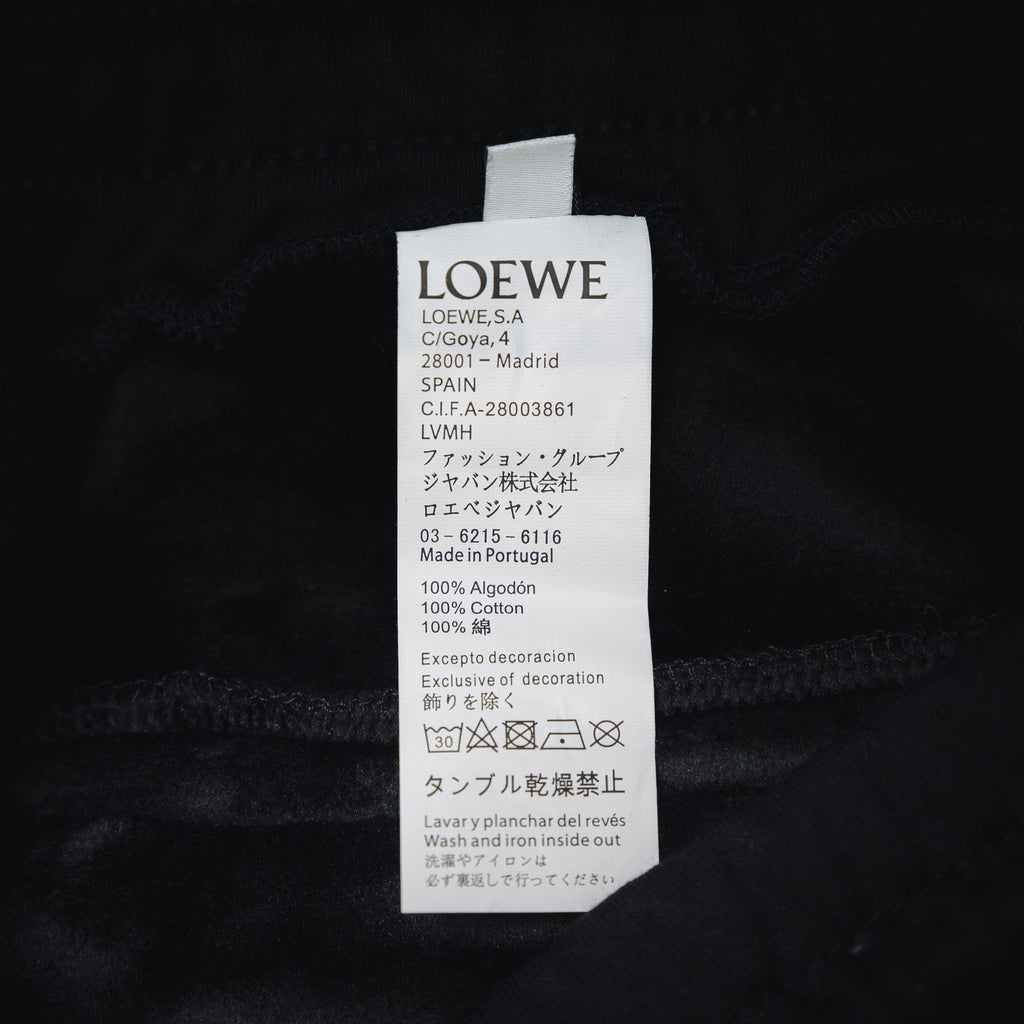 LOEWE
LOEWE,S.A
C/Goya, 4
28001 – Madrid
SPAIN
C.I.F.A-28003861
LVMH
ファッション・グループ
ジヤバン株式会社
ロエベジヤバン
03 – 6215 – 6116
Made in Portugal
100% Algodón
100% Cotton
100% 綿
Excepto decoracion
Exclusive of decoration
飾りを除く
30
タンブル乾燥禁止
Lavar y planchar del revés
Wash and iron inside out
洗濯やアイロンは
必ず裏返しで行ってください